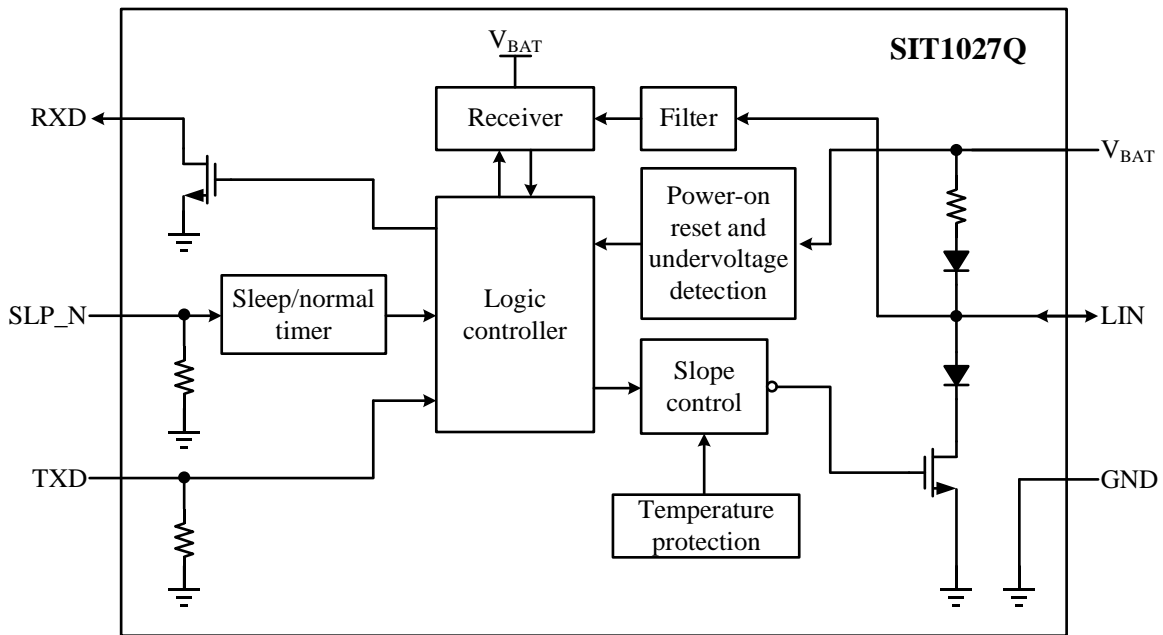 SIT1027Q
V_BAT
RXD
Receiver
Filter
V_BAT
Power-on
reset and
undervoltage
detection
SLP_N
Sleep/normal
timer
Logic
controller
LIN
Slope
control
TXD
GND
Temperature
protection